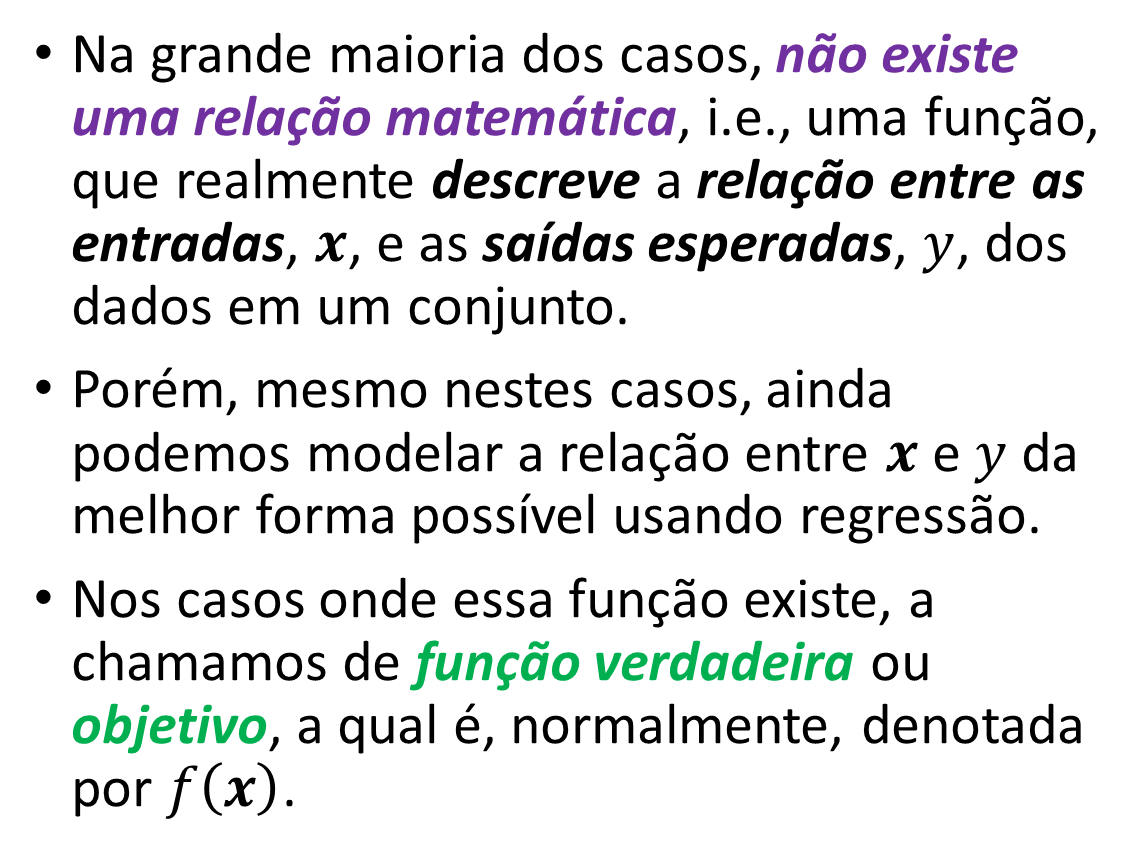 • Na grande maioria dos casos, não existe
uma relação matemática, i.e., uma função,
que realmente descreve a relação entre as
entradas, 𝒙, e as saídas esperadas, 𝑦, dos
dados em um conjunto.
• Porém, mesmo nestes casos, ainda
podemos modelar a relação entre 𝒙 e 𝑦 da
melhor forma possível usando regressão.
• Nos casos onde essa função existe, a
chamamos de função verdadeira ou
objetivo, a qual é, normalmente, denotada
por 𝑓(𝒙).